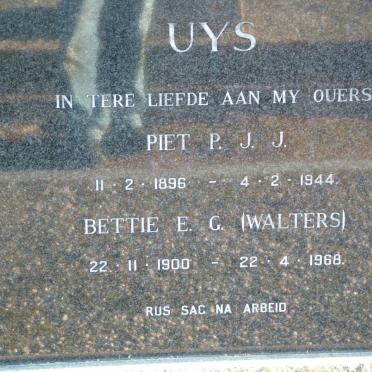 UYS
IN TERE LIEFDE AAN MY OUERS
PIET P. J. J.
11 · 2 · 1896 – 4 · 2 · 1944.
BETTIE E. G. (WALTERS)
22 · 11 · 1900 – 22 · 4 · 1968.
RUS SAG NA ARBEID